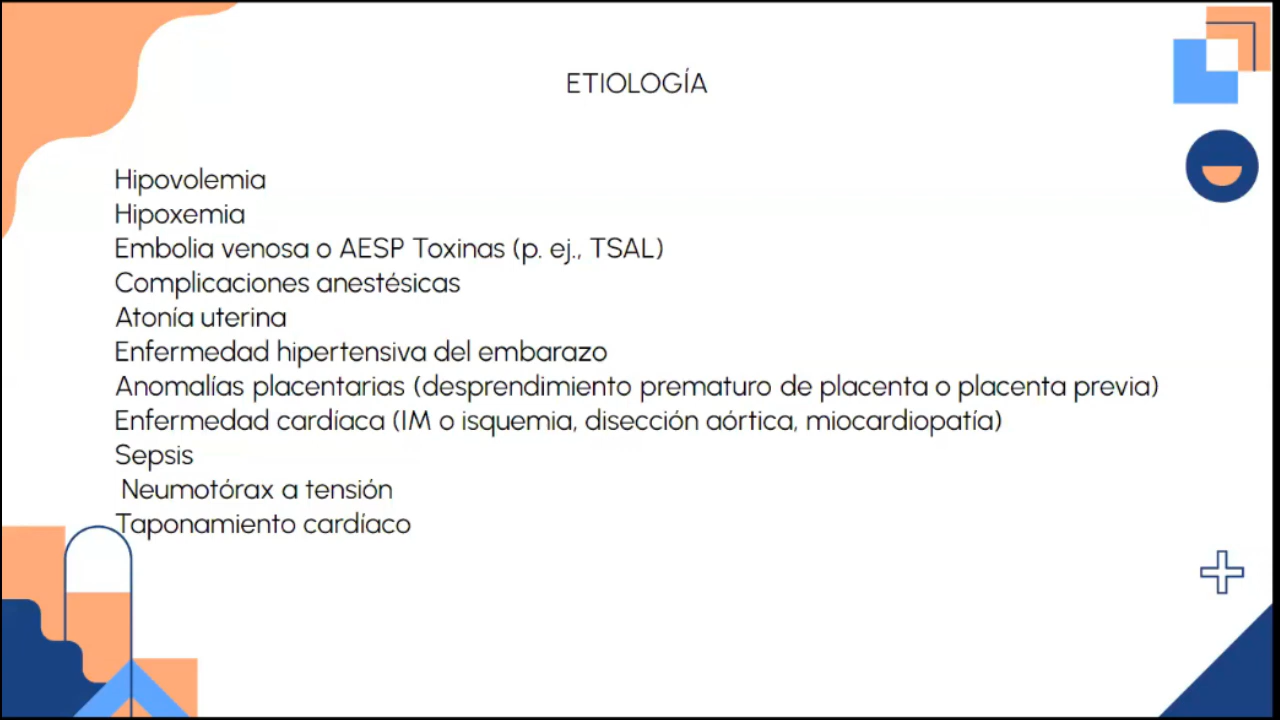 ETIOLOGÍA
Hipovolemia
Hipoxemia
Embolia venosa o AESP Toxinas (p. ej., TSAL)
Complicaciones anestésicas
Atonía uterina
Enfermedad hipertensiva del embarazo
Anomalías placentarias (desprendimiento prematuro de placenta o placenta previa)
Enfermedad cardíaca (IM o isquemia, disección aórtica, miocardiopatía)
Sepsis
Neumotórax a tensión
Taponamiento cardíaco